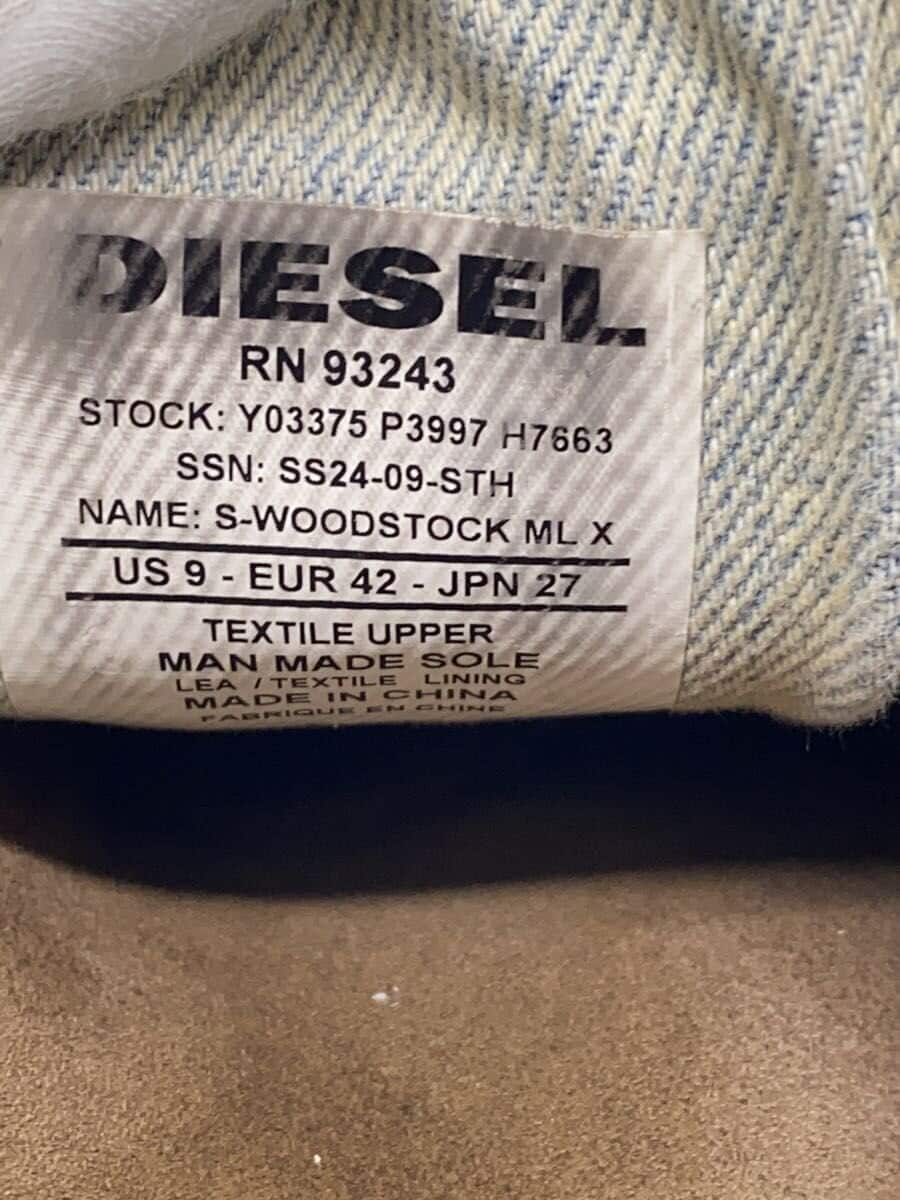 DIESEL
RN 93243
STOCK: Y03375 P3997 H7663
SSN: SS24-09-STH
NAME: S-WOODSTOCK ML X
US 9 - EUR 42 - JPN 27
TEXTILE UPPER
MAN MADE SOLE
LEA / TEXTILE LINING
MADE IN CHINA
FABRIQUE EN CHINE